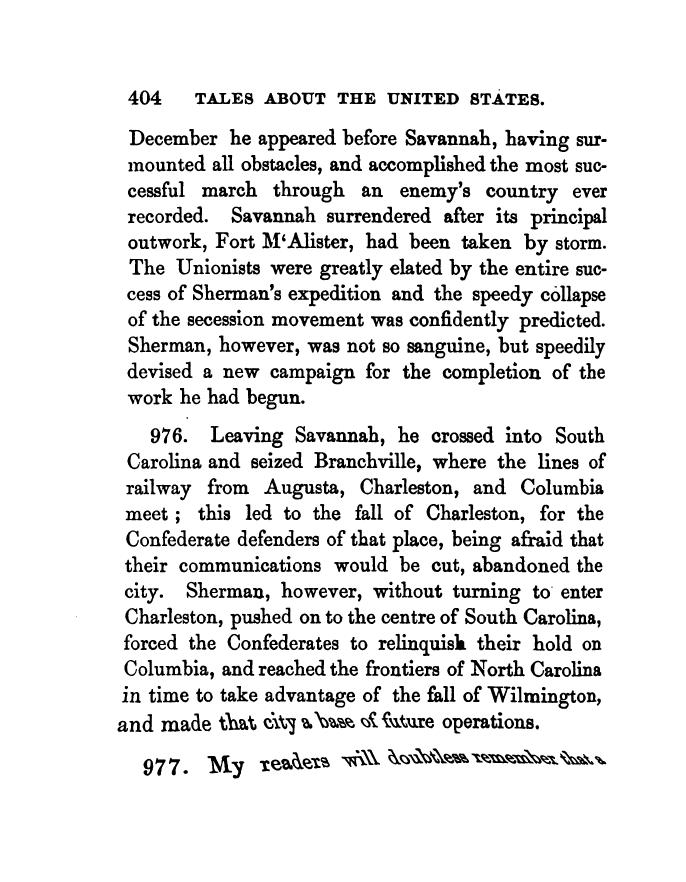 404 TALES ABOUT THE UNITED STATES.
December he appeared before Savannah, having sur-
mounted all obstacles, and accomplished the most suc-
cessful march through an enemy's country ever
recorded. Savannah surrendered after its principal
outwork, Fort M‘Alister, had been taken by storm.
The Unionists were greatly elated by the entire suc-
cess of Sherman's expedition and the speedy collapse
of the secession movement was confidently predicted.
Sherman, however, was not so sanguine, but speedily
devised a new campaign for the completion of the
work he had begun.
976. Leaving Savannah, he crossed into South
Carolina and seized Branchville, where the lines of
railway from Augusta, Charleston, and Columbia
meet ; this led to the fall of Charleston, for the
Confederate defenders of that place, being afraid that
their communications would be cut, abandoned the
city. Sherman, however, without turning to enter
Charleston, pushed on to the centre of South Carolina,
forced the Confederates to relinquish their hold on
Columbia, and reached the frontiers of North Carolina
in time to take advantage of the fall of Wilmington,
and made that city a base of future operations.
977. My readers will doubtless remember that a